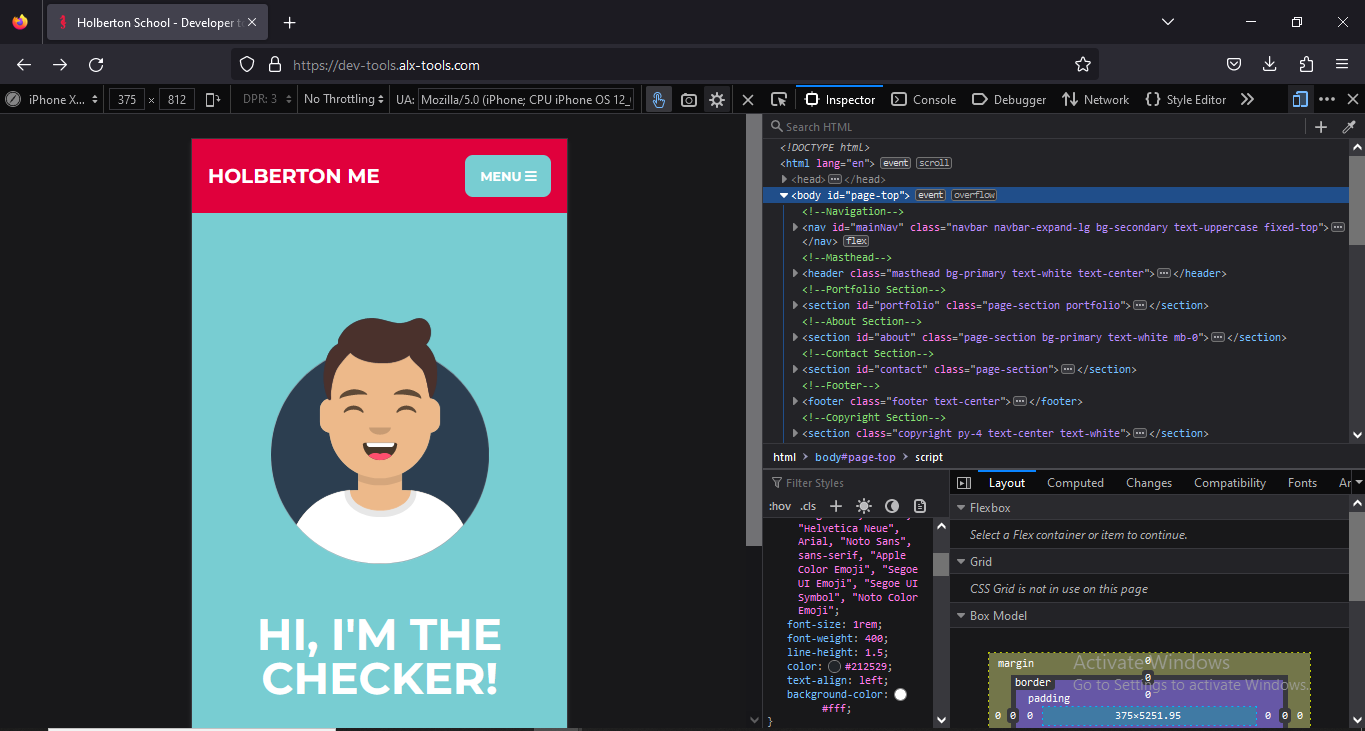 Holberton School - Developer t
https://dev-tools.alx-tools.com
iPhone X... 375 × 812 DPR: 3 No Throttling UA: Mozilla/5.0 (iPhone; CPU iPhone OS 12_
Inspector Console Debugger Network Style Editor
HOLBERTON ME
MENU
HI, I'M THE
CHECKER!
Search HTML
<!DOCTYPE html>
<html lang="en"> event scroll
<head> ••• </head>
<body id="page-top"> event overflow
<!--Navigation-->
<nav id="mainNav" class="navbar navbar-expand-lg bg-secondary text-uppercase fixed-top"> •••
</nav> flex
<!--Masthead-->
<header class="masthead bg-primary text-white text-center"> ••• </header>
<!--Portfolio Section-->
<section id="portfolio" class="page-section portfolio"> ••• </section>
<!--About Section-->
<section id="about" class="page-section bg-primary text-white mb-0"> ••• </section>
<!--Contact Section-->
<section id="contact" class="page-section"> ••• </section>
<!--Footer-->
<footer class="footer text-center"> ••• </footer>
<!--Copyright Section-->
<section class="copyright py-4 text-center text-white"> ••• </section>
html > body#page-top > script
Filter Styles
:hov .cls
"Helvetica Neue",
Arial, "Noto Sans",
sans-serif, "Apple
Color Emoji", "Segoe
UI Emoji", "Segoe UI
Symbol", "Noto Color
Emoji";
font-size: 1rem;
font-weight: 400;
line-height: 1.5;
color: #212529;
text-align: left;
background-color:
#fff;
}
Layout Computed Changes Compatibility Fonts Ar
Flexbox
Select a Flex container or item to continue.
Grid
CSS Grid is not in use on this page
Box Model
margin 0
border 0
padding 0
0 0 0 375×5251.95 0 0 0
Activate Windows
Go to Settings to activate Windows.